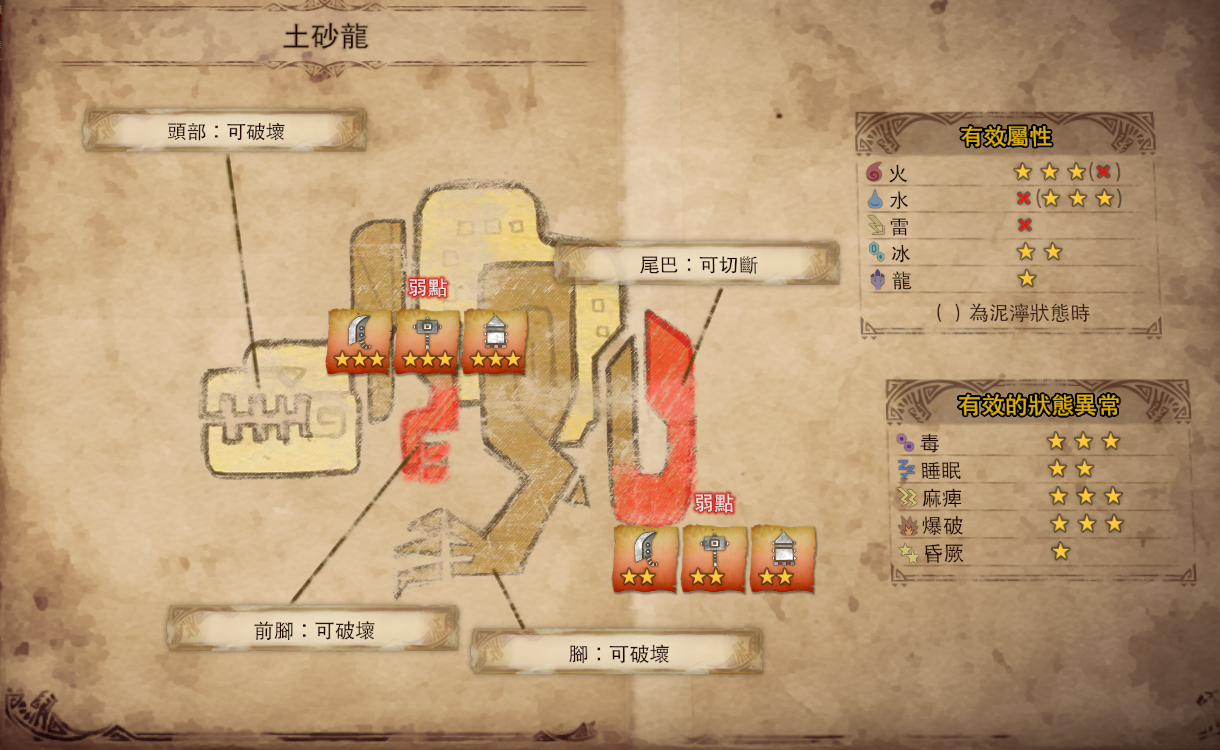 土砂龍
頭部：可破壞
尾巴：可切斷
弱點
弱點
前腳：可破壞
腳：可破壞
有效屬性
火 ★ ★ ★(✖)
水 ✖(★ ★ ★)
雷 ✖
冰 ★ ★
龍 ★
( ) 為泥濘狀態時
有效的狀態異常
毒 ★ ★ ★
睡眠 ★ ★
麻痺 ★ ★ ★
爆破 ★ ★ ★
昏厥 ★